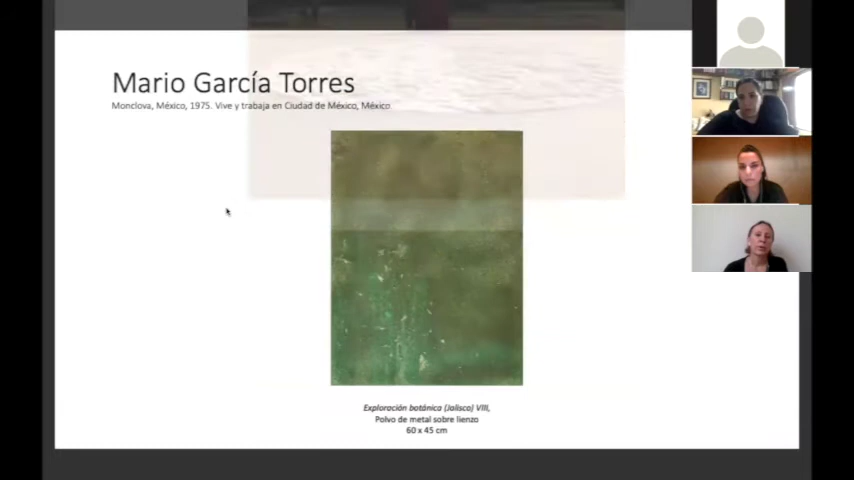 Mario García Torres
Monclova, México, 1975. Vive y trabaja en Ciudad de México, México.
Exploración botánica (Jalisco) VIII,
Polvo de metal sobre lienzo
60 x 45 cm